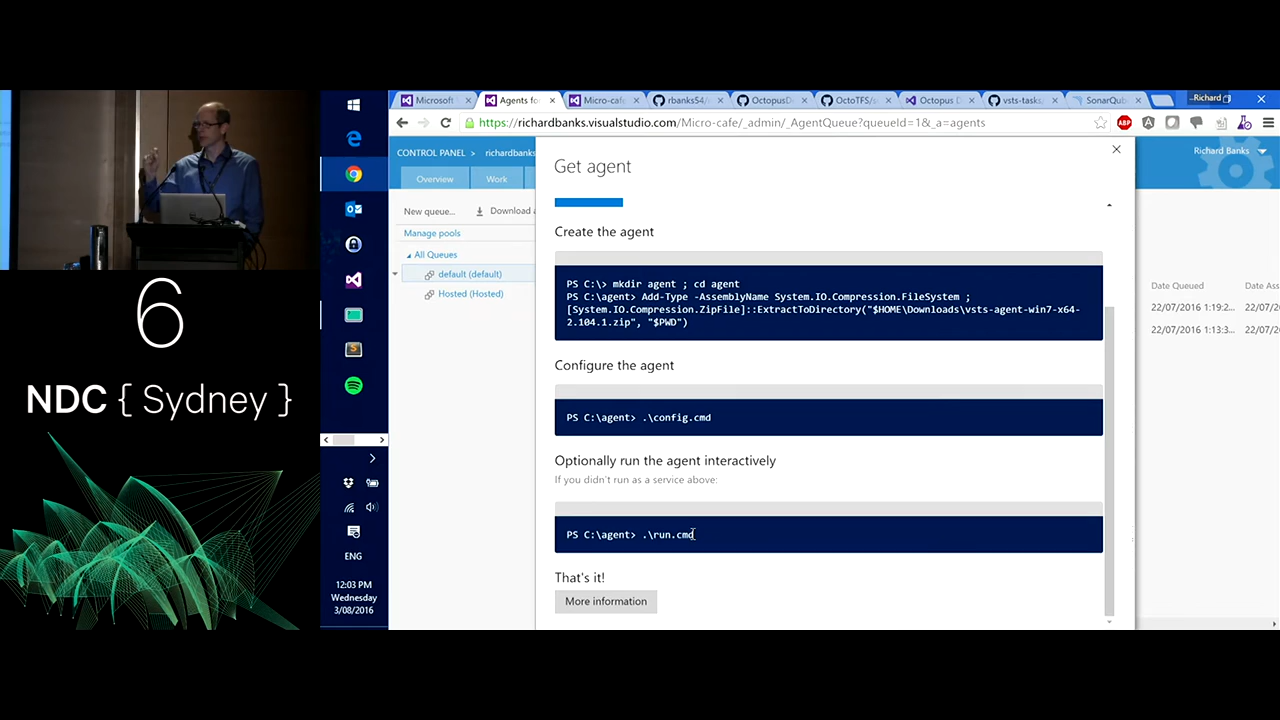 6
NDC { Sydney }
Microsoft
Agents fo
Micro-cafe
rbanks54/
OctopusDe
OctoTFS/s
Octopus D
vsts-tasks
SonarQub
Richard
https://richardbanks.visualstudio.com/Micro-cafe/_admin/_AgentQueue?queueId=1&_a=agents
ABP
CONTROL PANEL > richardbanks
Richard Banks
Overview
Work
New queue...
Download a
Manage pools
All Queues
default (default)
Hosted (Hosted)
Get agent
Create the agent
PS C:\> mkdir agent ; cd agent
PS C:\agent> Add-Type -AssemblyName System.IO.Compression.FileSystem ;
[System.IO.Compression.ZipFile]::ExtractToDirectory("$HOME\Downloads\vsts-agent-win7-x64-
2.104.1.zip", "$PWD")
Configure the agent
PS C:\agent> .\config.cmd
Optionally run the agent interactively
If you didn't run as a service above:
PS C:\agent> .\run.cmd
That's it!
More information
Date Queued
Date Ass
22/07/2016 1:19:2...
22/07/2
22/07/2016 1:13:3...
22/07/2
ENG
12:03 PM
Wednesday
3/08/2016